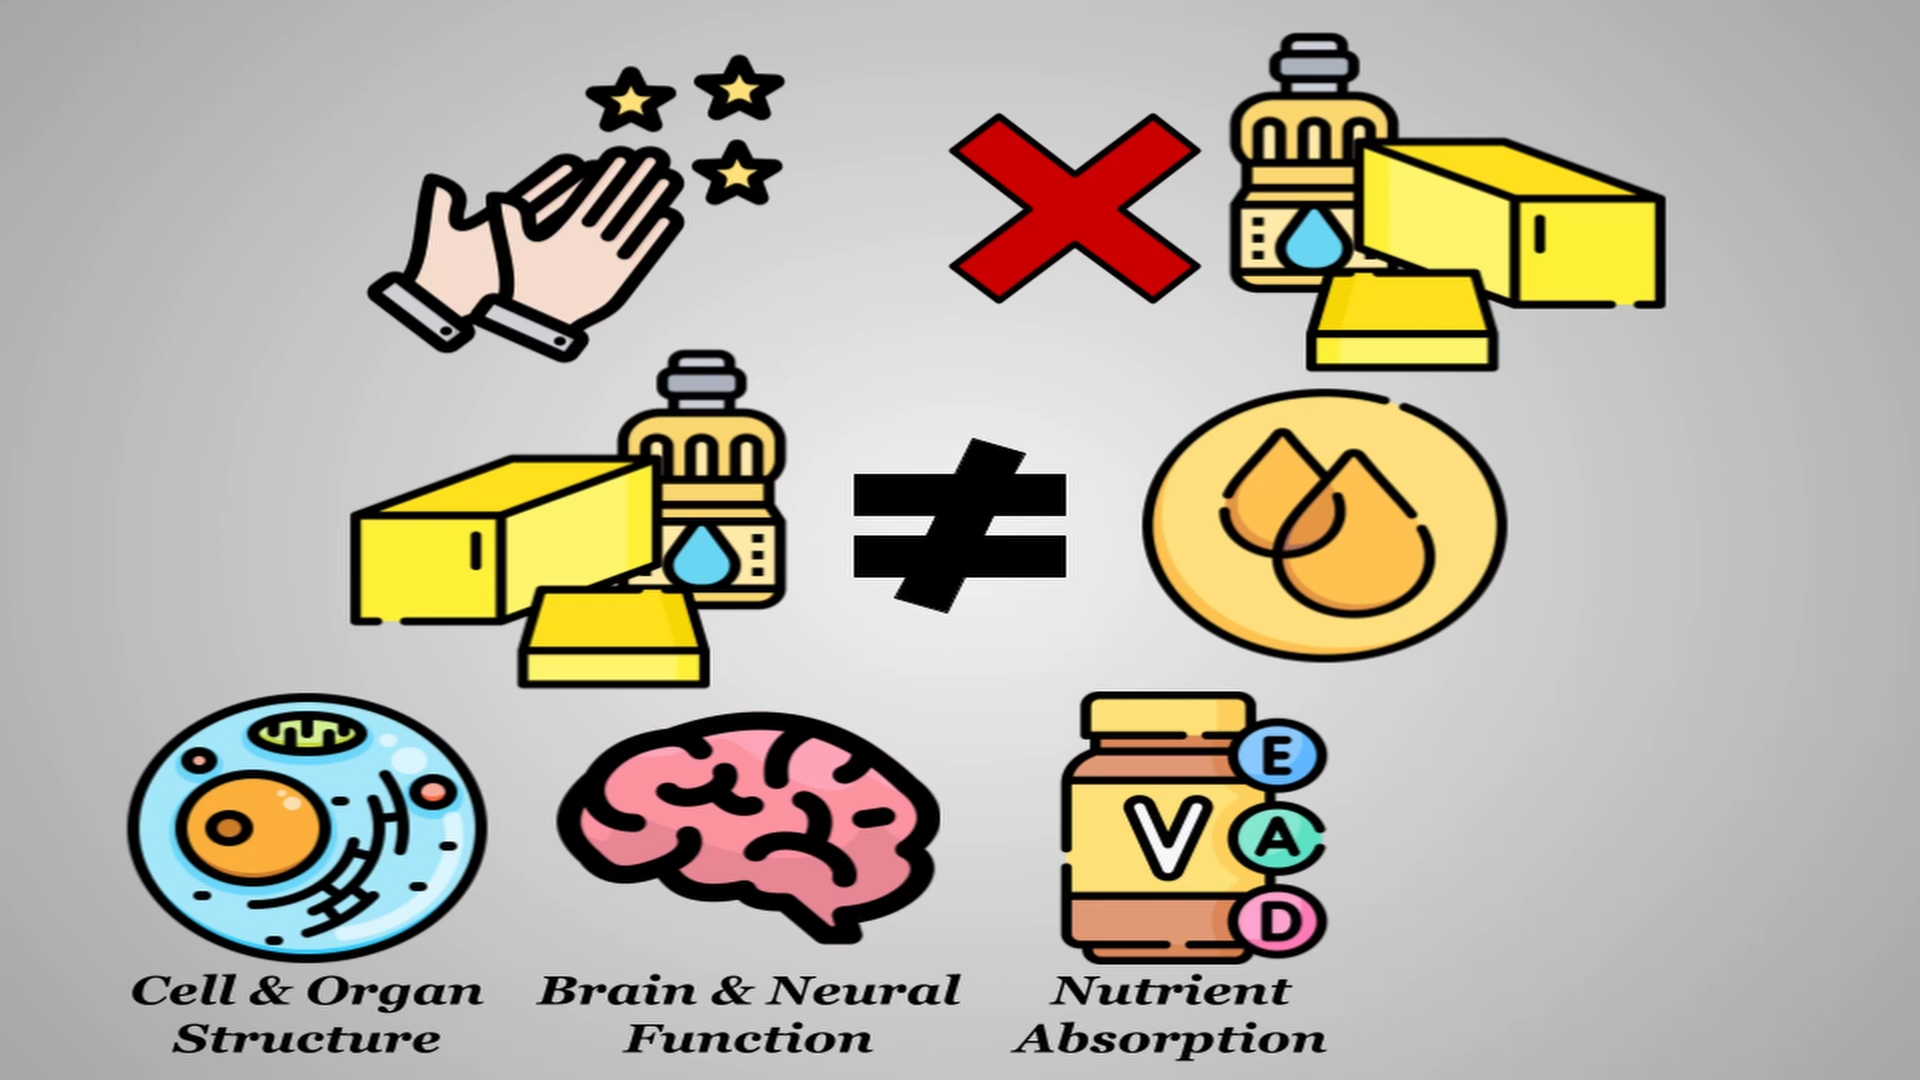 V
E
A
D
Cell & Organ
Structure
Brain & Neural
Function
Nutrient
Absorption